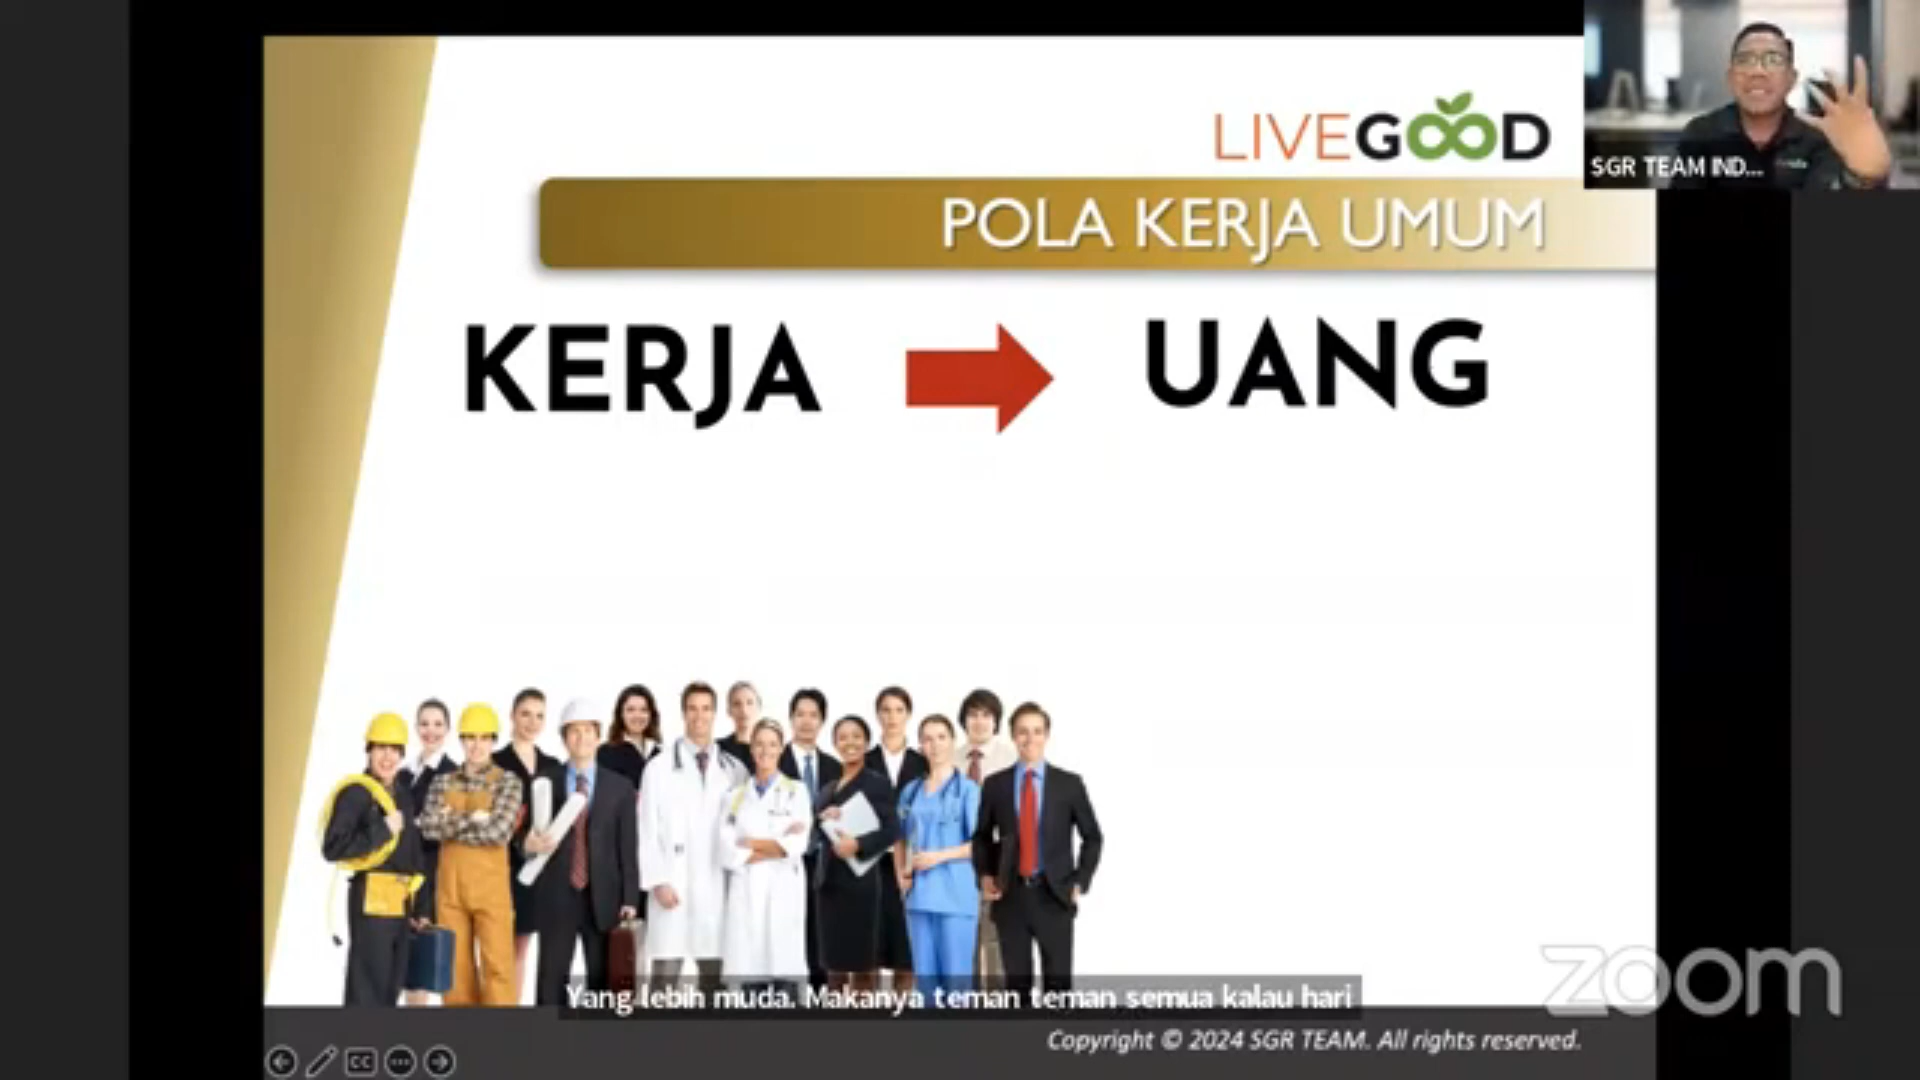 LIVEGOOD
SGR TEAM IND...
POLA KERJA UMUM
KERJA UANG
Yang lebih muda. Makanya teman teman semua kalau hari
zoom
Copyright © 2024 SGR TEAM. All rights reserved.
CC